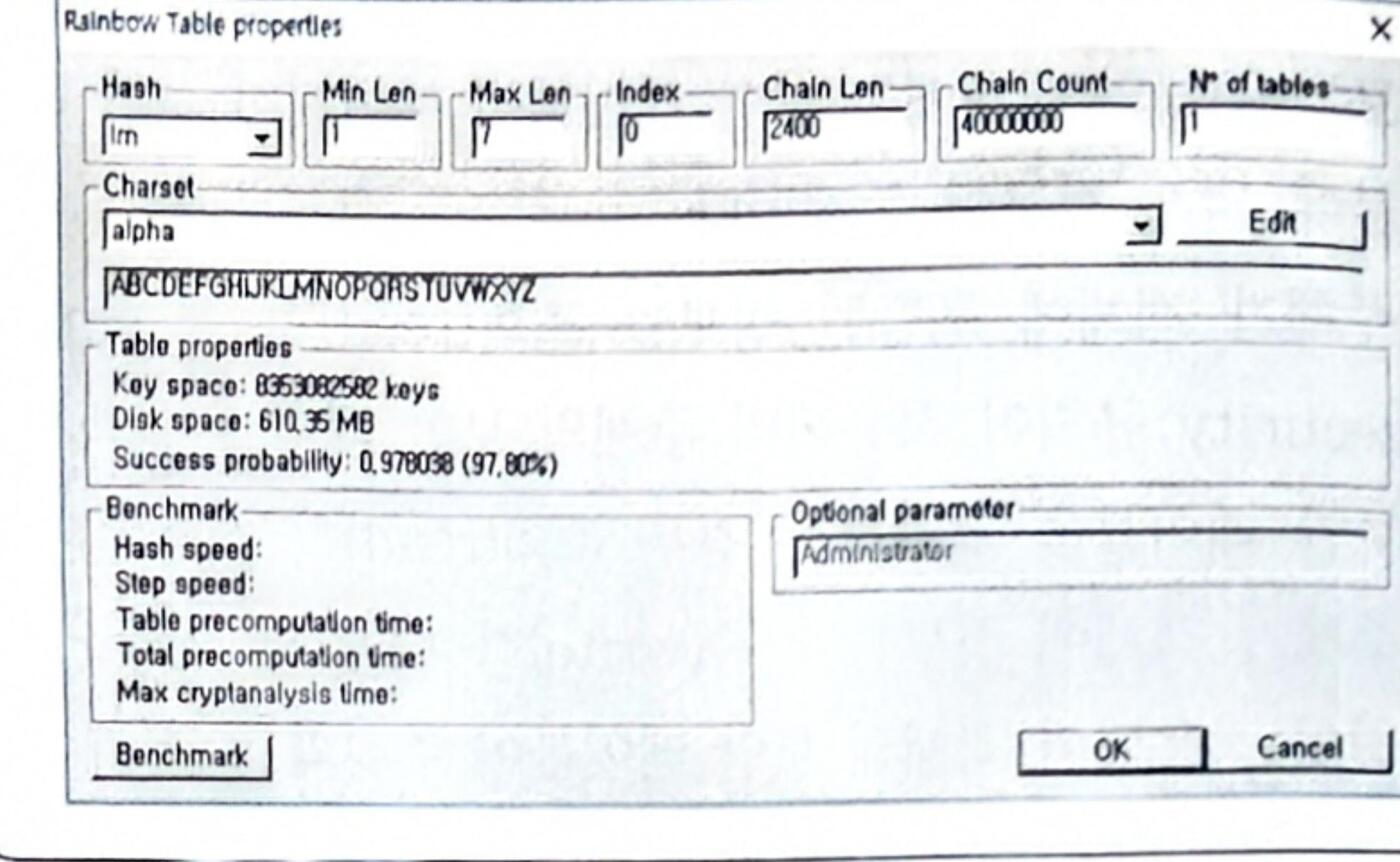 Rainbow Table properties
Hash Min Len Max Len Index Chain Len Chain Count N° of tables
lm 1 7 0 2400 40000000 1
Charset
alpha Edit
ABCDEFGHIJKLMNOPQRSTUVWXYZ
Table properties
Key space: 8353082582 keys
Disk space: 610,35 MB
Success probability: 0,978038 (97,80%)
Benchmark Optional parameter
Hash speed: Administrator
Step speed:
Table precomputation time:
Total precomputation time:
Max cryptanalysis time:
Benchmark OK Cancel